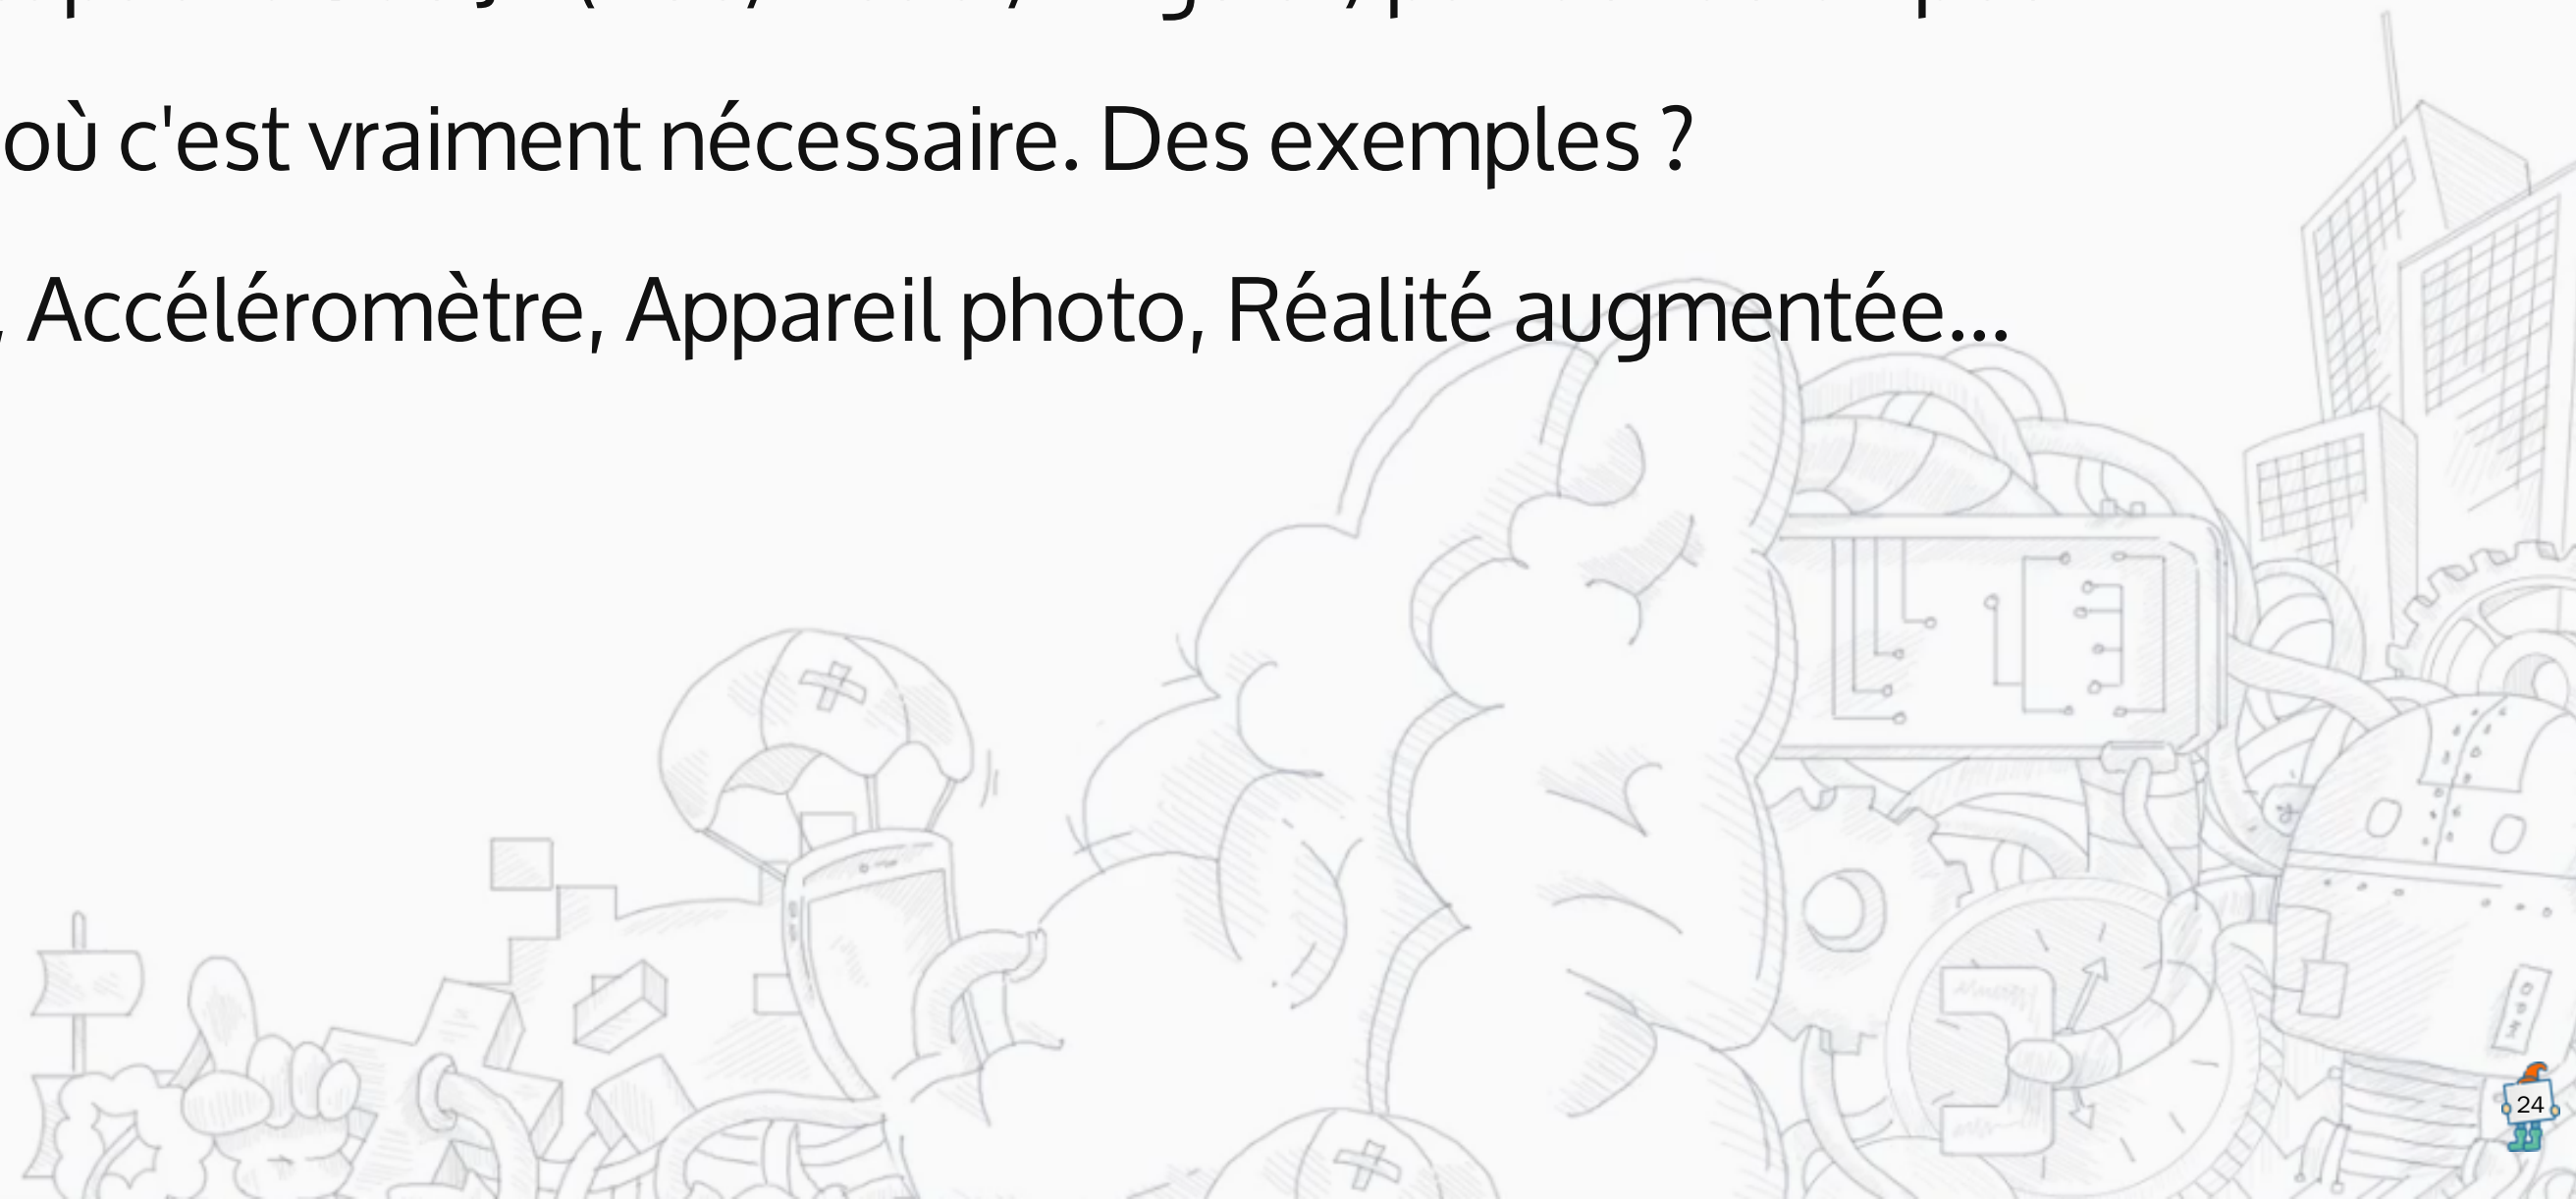 où c'est vraiment nécessaire. Des exemples ?
, Accéléromètre, Appareil photo, Réalité augmentée...
24